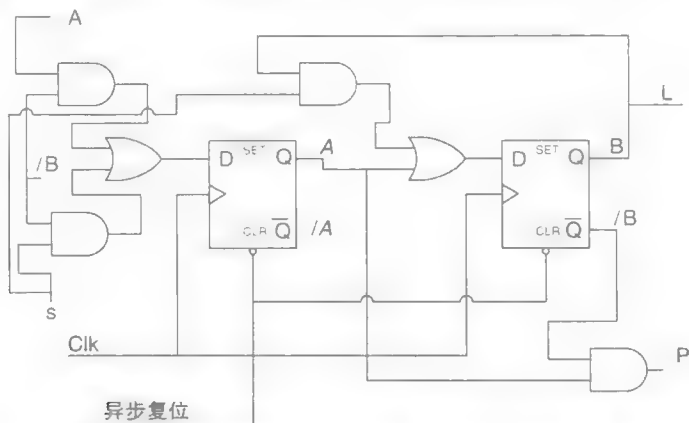 A
L
/B
D SET Q
A
CLR Q̅
/A
D SET Q
B
CLR Q̅
/B
s
Clk
P
异步复位